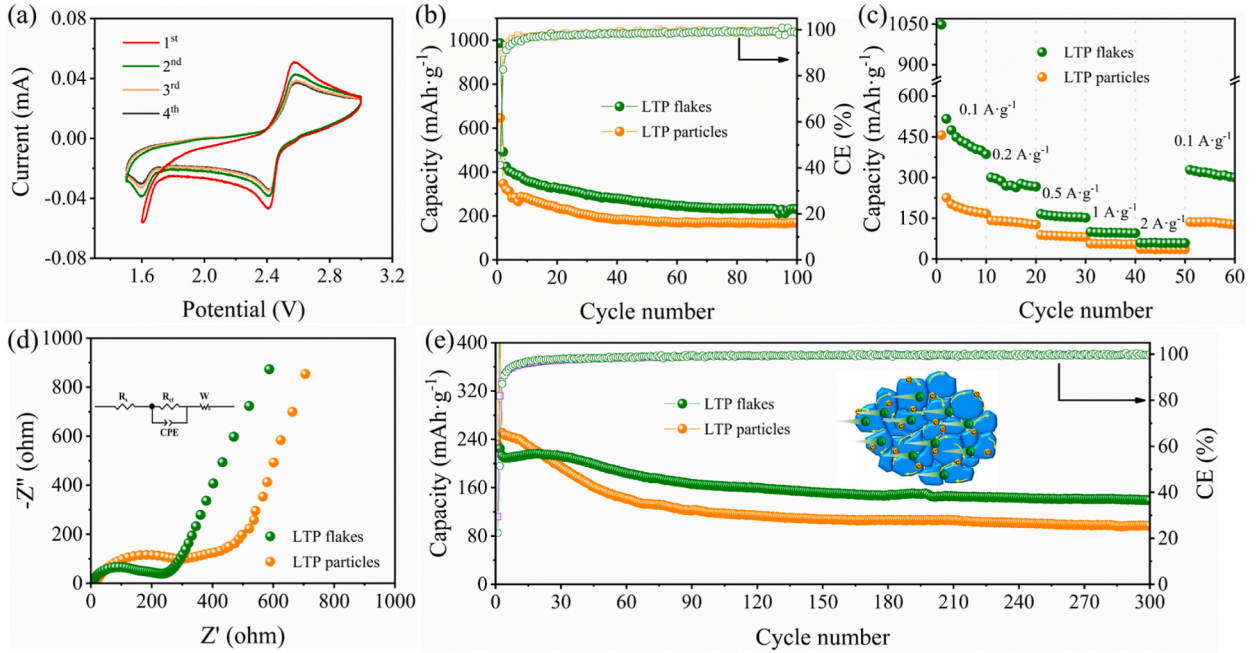 (a)
1st
2nd
3rd
4th
0.08
0.04
0.00
-0.04
-0.08
Current (mA)
1.2 1.6 2.0 2.4 2.8 3.2
Potential (V)
(b)
1000
800
600
400
200
0
Capacity (mAh·g-1)
LTP flakes
LTP particles
100
80
60
40
20
0
CE (%)
0 20 40 60 80 100
Cycle number
(c)
1050
900
600
450
300
150
0
Capacity (mAh·g-1)
LTP flakes
LTP particles
0.1 A·g-1
0.2 A·g-1
0.5 A·g-1
1 A·g-1
2 A·g-1
0.1 A·g-1
0 10 20 30 40 50 60
Cycle number
(d)
1000
800
600
400
200
0
-Z" (ohm)
Rs
Rct
W
CPE
LTP flakes
LTP particles
0 200 400 600 800 1000
Z' (ohm)
(e)
400
320
240
160
80
0
Capacity (mAh·g-1)
LTP flakes
LTP particles
100
80
60
40
20
0
CE (%)
0 30 60 90 120 150 180 210 240 270 300
Cycle number